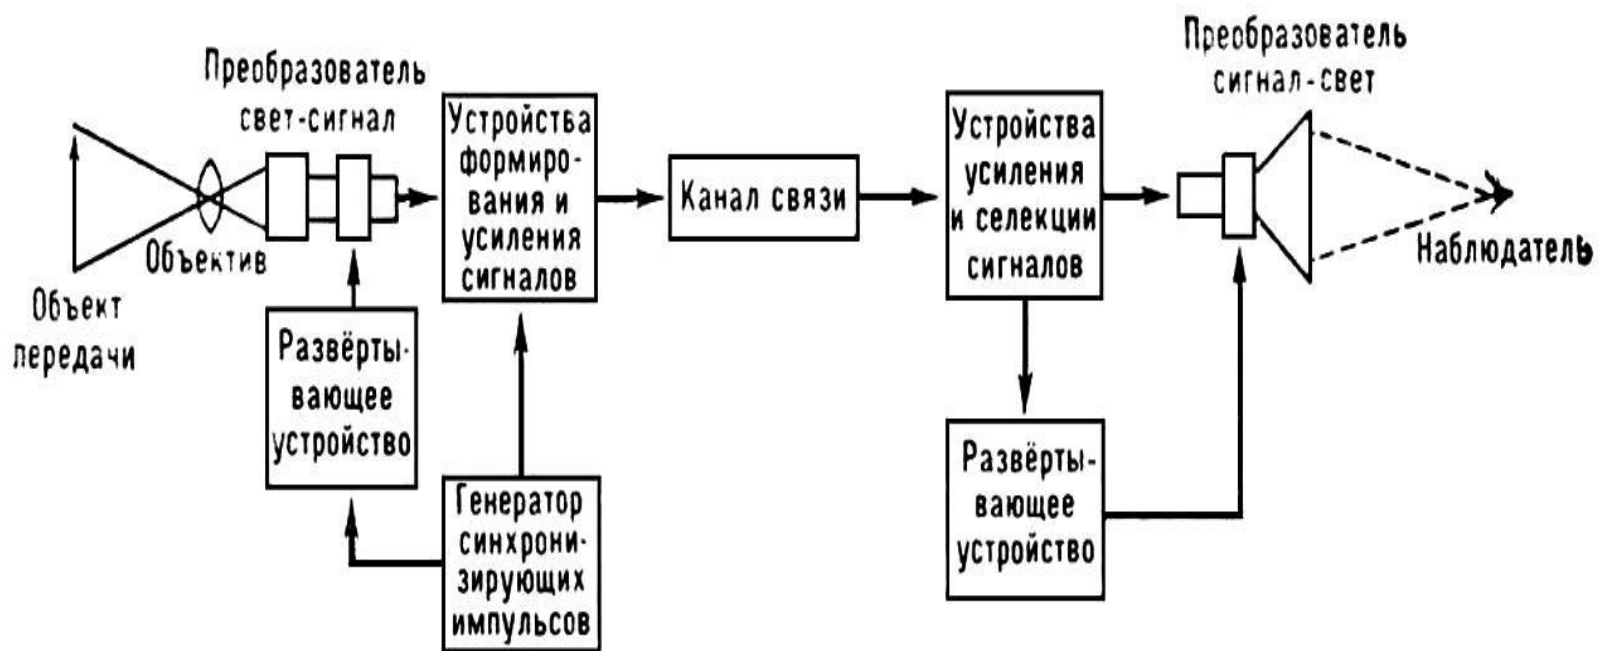 Преобразователь
свет-сигнал
Объектив
Объект
передачи
Развёрты-
вающее
устройство
Устройства
формиро-
вания и
усиления
сигналов
Генератор
синхрони-
зирующих
импульсов
Канал связи
Устройства
усиления
и селекции
сигналов
Развёрты-
вающее
устройство
Преобразователь
сигнал-свет
Наблюдатель